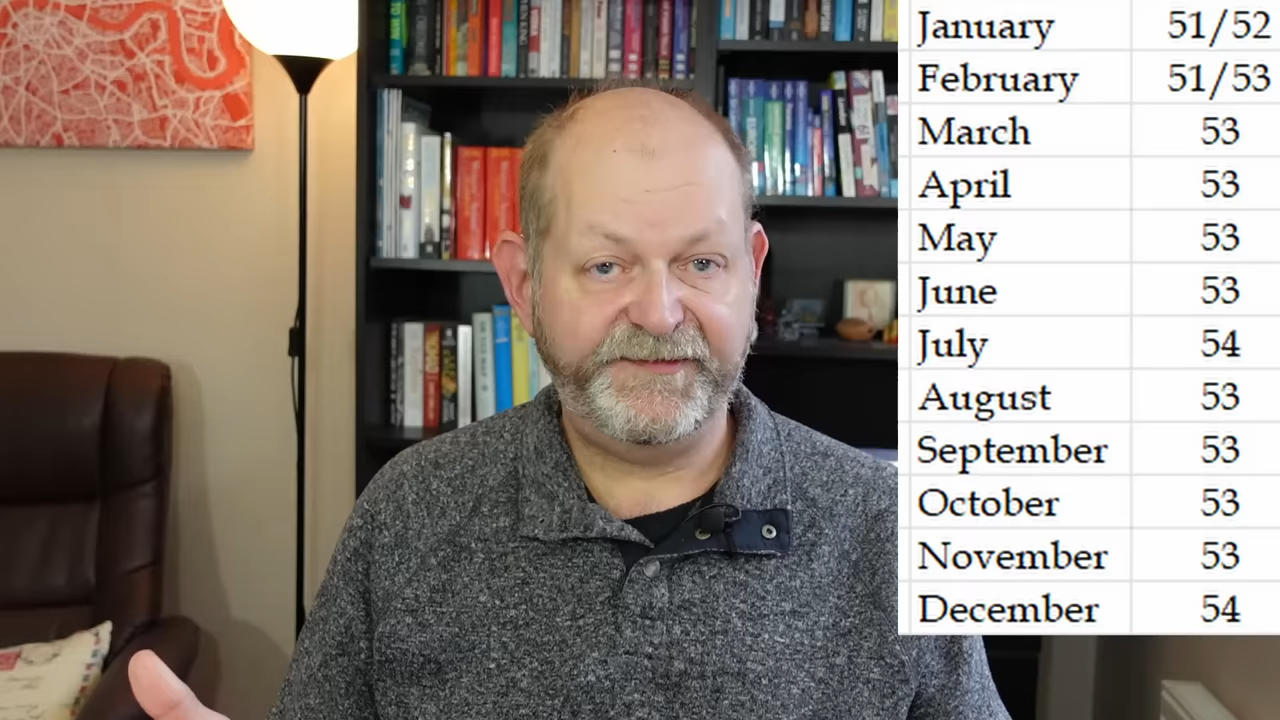 January 51/52
February 51/53
March 53
April 53
May 53
June 53
July 54
August 53
September 53
October 53
November 53
December 54